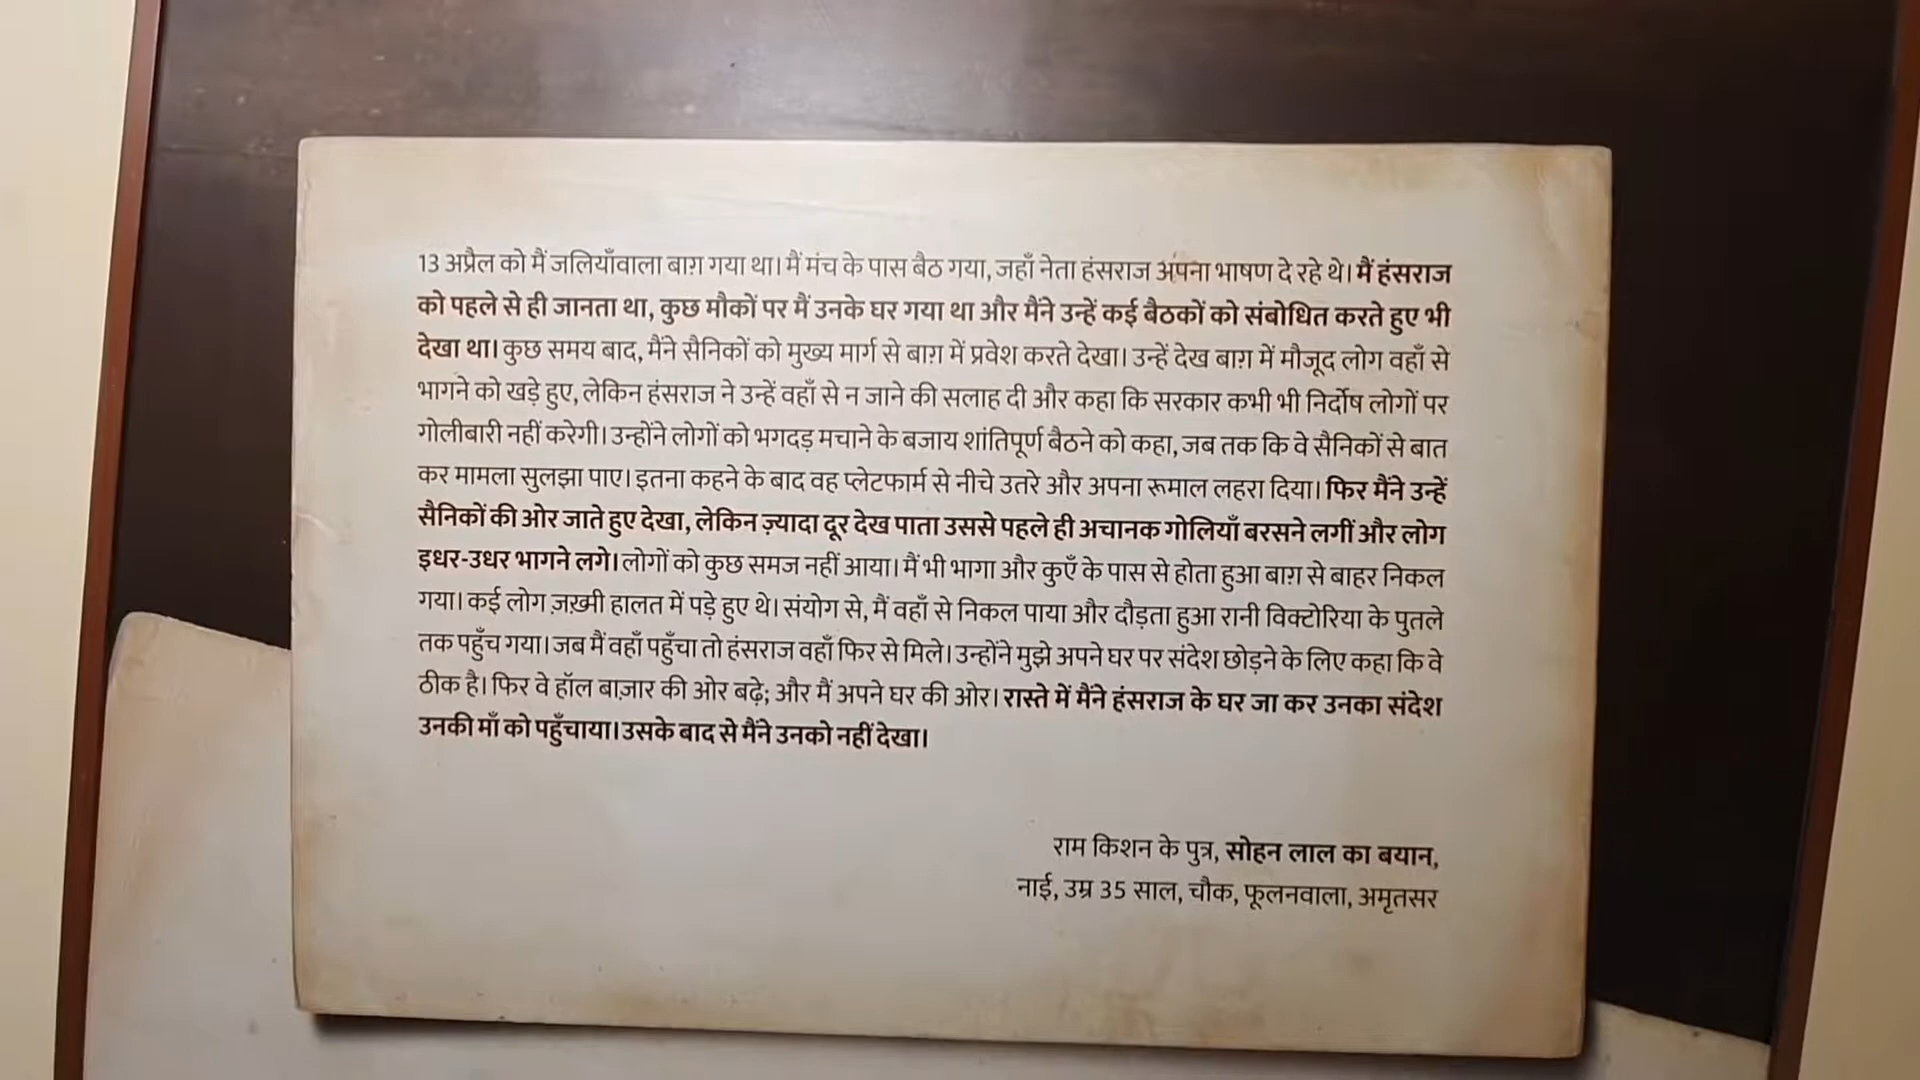 13 अप्रैल को मैं जलियाँवाला बाग़ गया था। मैं मंच के पास बैठ गया, जहाँ नेता हंसराज अपना भाषण दे रहे थे। मैं हंसराज
को पहले से ही जानता था, कुछ मौकों पर मैं उनके घर गया था और मैंने उन्हें कई बैठकों को संबोधित करते हुए भी
देखा था। कुछ समय बाद, मैंने सैनिकों को मुख्य मार्ग से बाग़ में प्रवेश करते देखा। उन्हें देख बाग़ में मौजूद लोग वहाँ से
भागने को खड़े हुए, लेकिन हंसराज ने उन्हें वहाँ से न जाने की सलाह दी और कहा कि सरकार कभी भी निर्दोष लोगों पर
गोलीबारी नहीं करेगी। उन्होंने लोगों को भगदड़ मचाने के बजाय शांतिपूर्ण बैठने को कहा, जब तक कि वे सैनिकों से बात
कर मामला सुलझा पाए। इतना कहने के बाद वह प्लेटफार्म से नीचे उतरे और अपना रूमाल लहरा दिया। फिर मैंने उन्हें
सैनिकों की ओर जाते हुए देखा, लेकिन ज़्यादा दूर देख पाता उससे पहले ही अचानक गोलियाँ बरसने लगीं और लोग
इधर-उधर भागने लगे। लोगों को कुछ समज नहीं आया। मैं भी भागा और कुएँ के पास से होता हुआ बाग़ से बाहर निकल
गया। कई लोग ज़ख़्मी हालत में पड़े हुए थे। संयोग से, मैं वहाँ से निकल पाया और दौड़ता हुआ रानी विक्टोरिया के पुतले
तक पहुँच गया। जब मैं वहाँ पहुँचा तो हंसराज वहाँ फिर से मिले। उन्होंने मुझे अपने घर पर संदेश छोड़ने के लिए कहा कि वे
ठीक है। फिर वे हॉल बाज़ार की ओर बढ़े; और मैं अपने घर की ओर। रास्ते में मैंने हंसराज के घर जा कर उनका संदेश
उनकी माँ को पहुँचाया। उसके बाद से मैंने उनको नहीं देखा।
राम किशन के पुत्र, सोहन लाल का बयान,
नाई, उम्र 35 साल, चौक, फूलनवाला, अमृतसर